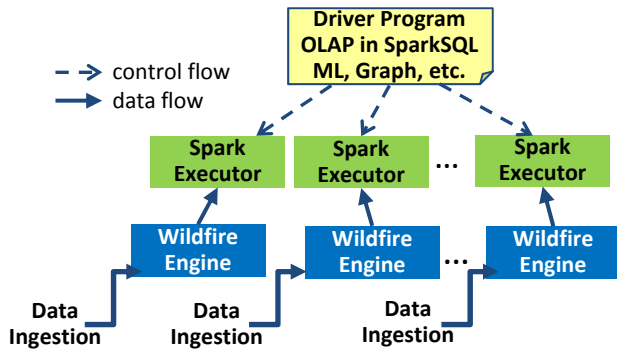 Driver Program
OLAP in SparkSQL
ML, Graph, etc.
control flow
data flow
Spark
Executor
Spark
Executor
...
Spark
Executor
Wildfire
Engine
Wildfire
Engine
...
Wildfire
Engine
Data
Ingestion
Data
Ingestion
Data
Ingestion